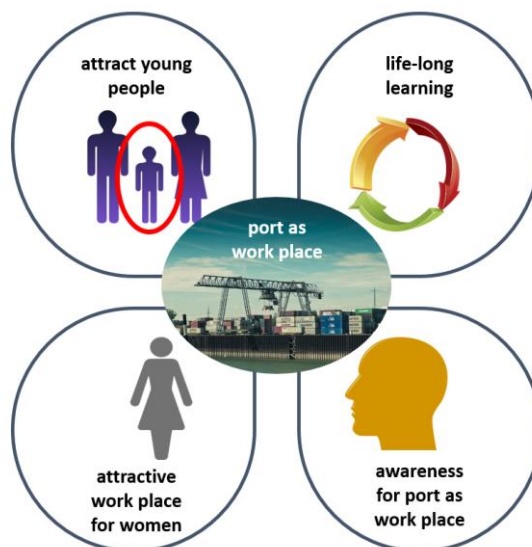 attract young
people
life-long
learning
port as
work place
attractive
work place
for women
awareness
for port as
work place